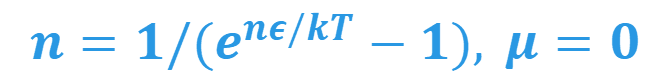 n = 1/(e^{nϵ/kT} − 1), μ = 0